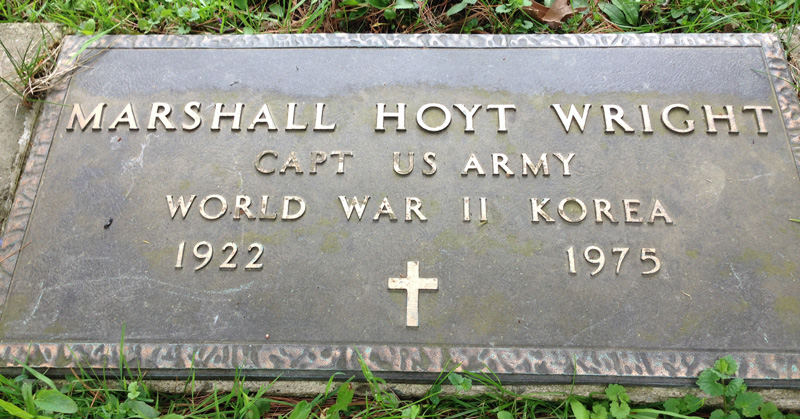 MARSHALL HOYT WRIGHT
CAPT US ARMY
WORLD WAR II KOREA
1922 1975